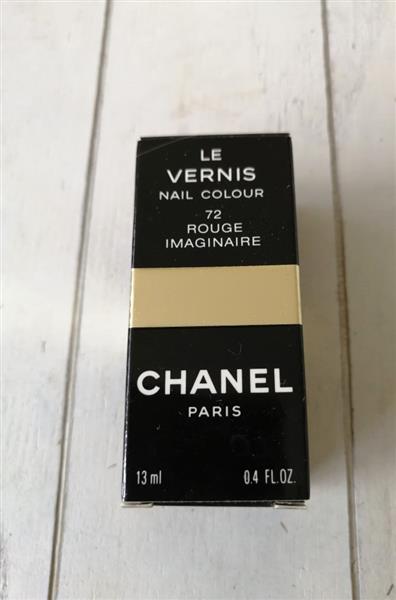 LE
VERNIS
NAIL COLOUR
72
ROUGE
IMAGINAIRE
CHANEL
PARIS
13 ml 0.4 FL.OZ.